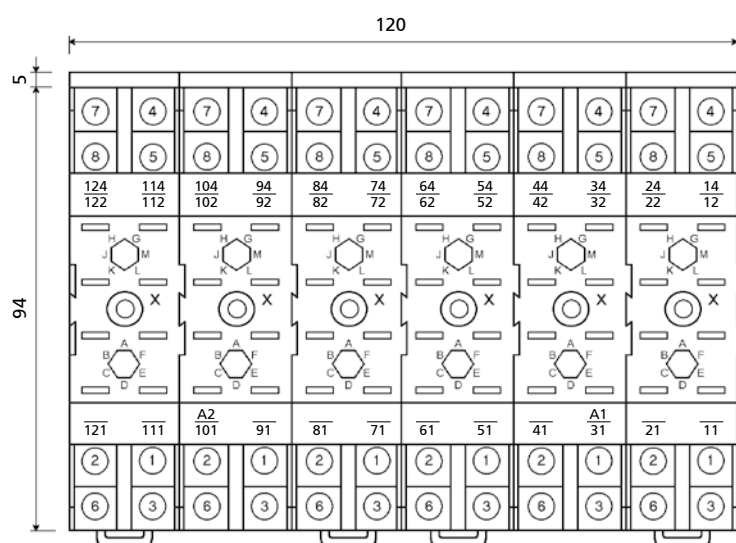 120
5
7 4 7 4 7 4 7 4 7 4 7 4
8 5 8 5 8 5 8 5 8 5 8 5
124 114 104 94 84 74 64 54 44 34 24 14
122 112 102 92 82 72 62 52 42 32 22 12
H G H G H G H G H G H G
J M J M J M J M J M J M
K L K L K L K L K L K L
94
X X X X X X
A A A A A A
B F B F B F B F B F B F
C E C E C E C E C E C E
D D D D D D
A2 A1
121 111 101 91 81 71 61 51 41 31 21 11
2 1 2 1 2 1 2 1 2 1 2 1
6 3 6 3 6 3 6 3 6 3 6 3